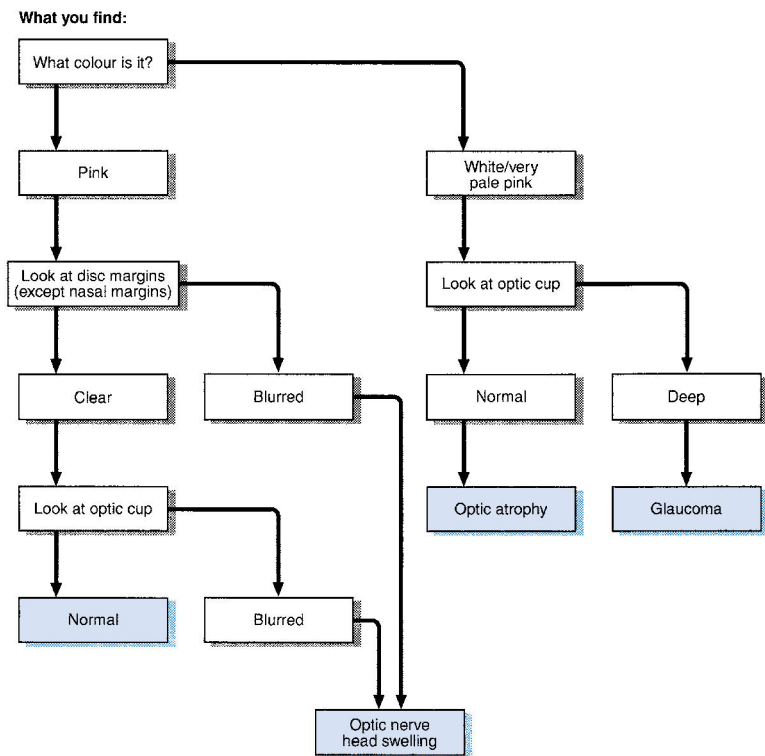 What you find:
What colour is it?
Pink
White/very
pale pink
Look at disc margins
(except nasal margins)
Look at optic cup
Clear
Blurred
Normal
Deep
Look at optic cup
Optic atrophy
Glaucoma
Normal
Blurred
Optic nerve
head swelling